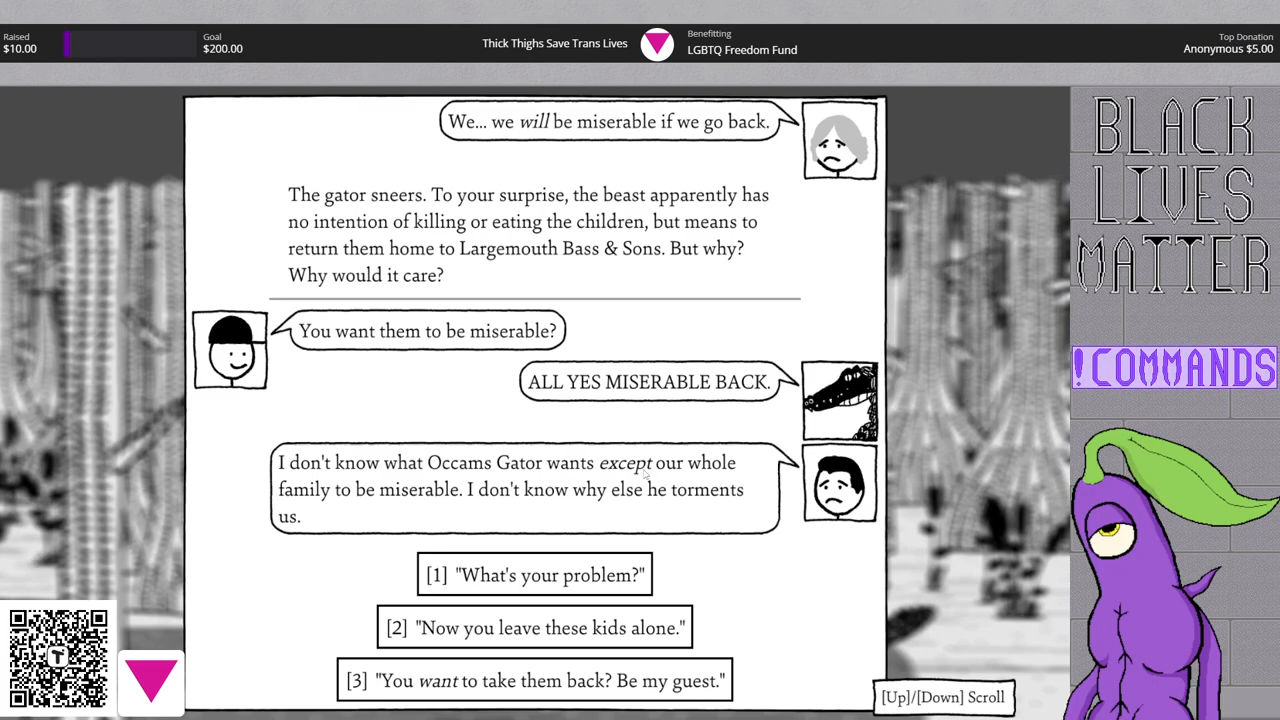 Raised
$10.00
Goal
$200.00
Thick Thighs Save Trans Lives
Benefitting
LGBTQ Freedom Fund
Top Donation
Anonymous $5.00
We... we will be miserable if we go back.
The gator sneers. To your surprise, the beast apparently has
no intention of killing or eating the children, but means to
return them home to Largemouth Bass & Sons. But why?
Why would it care?
You want them to be miserable?
ALL YES MISERABLE BACK.
I don't know what Occams Gator wants except our whole
family to be miserable. I don't know why else he torments
us.
[1] "What's your problem?"
[2] "Now you leave these kids alone."
[3] "You want to take them back? Be my guest."
[Up]/[Down] Scroll
BLACK
LIVES
MATTER
!COMMANDS
T